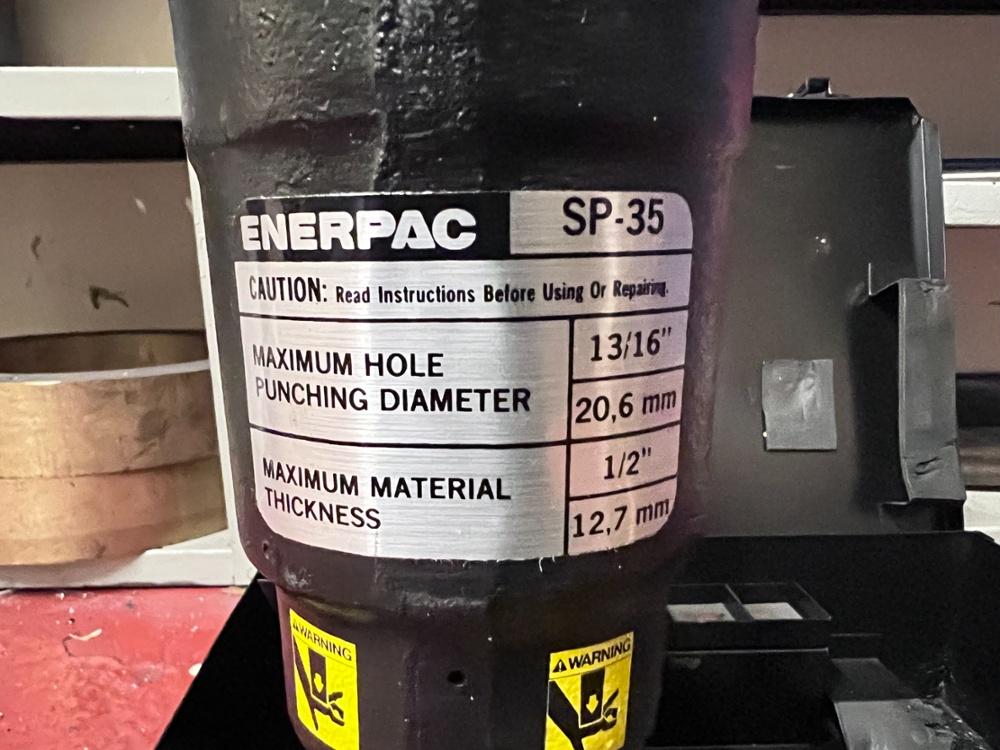 ENERPAC SP-35
CAUTION: Read Instructions Before Using Or Repairing.
MAXIMUM HOLE
PUNCHING DIAMETER
13/16"
20,6 mm
MAXIMUM MATERIAL
THICKNESS
1/2"
12,7 mm
WARNING
WARNING